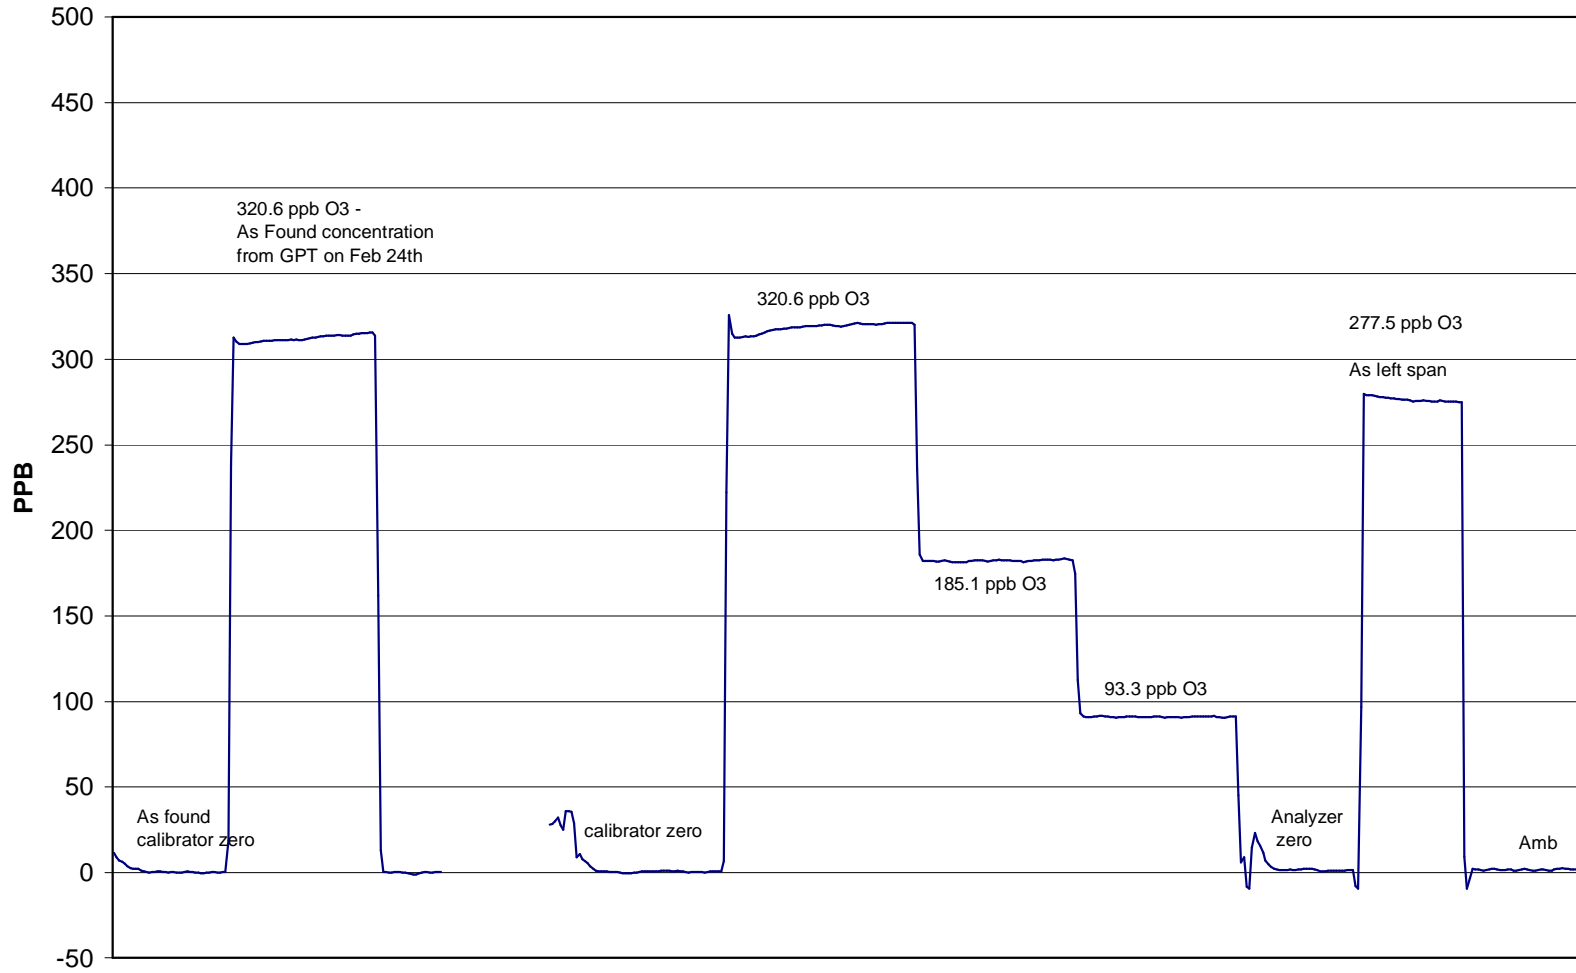 500
450
400
350
300
250
200
150
100
50
0
-50
PPB
320.6 ppb O3 -
As Found concentration
from GPT on Feb 24th
320.6 ppb O3
277.5 ppb O3
As left span
185.1 ppb O3
93.3 ppb O3
As found
calibrator zero
calibrator zero
Analyzer
zero
Amb